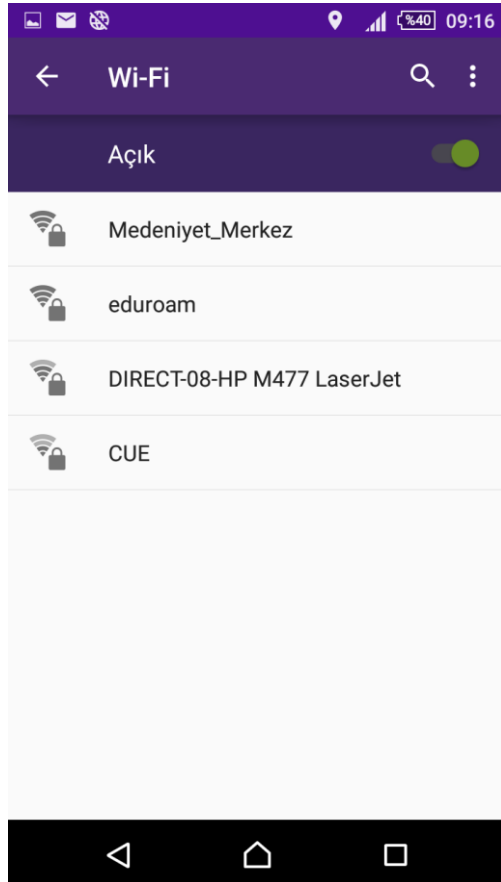 %40 09:16
Wi-Fi
Açık
Medeniyet_Merkez
eduroam
DIRECT-08-HP M477 LaserJet
CUE